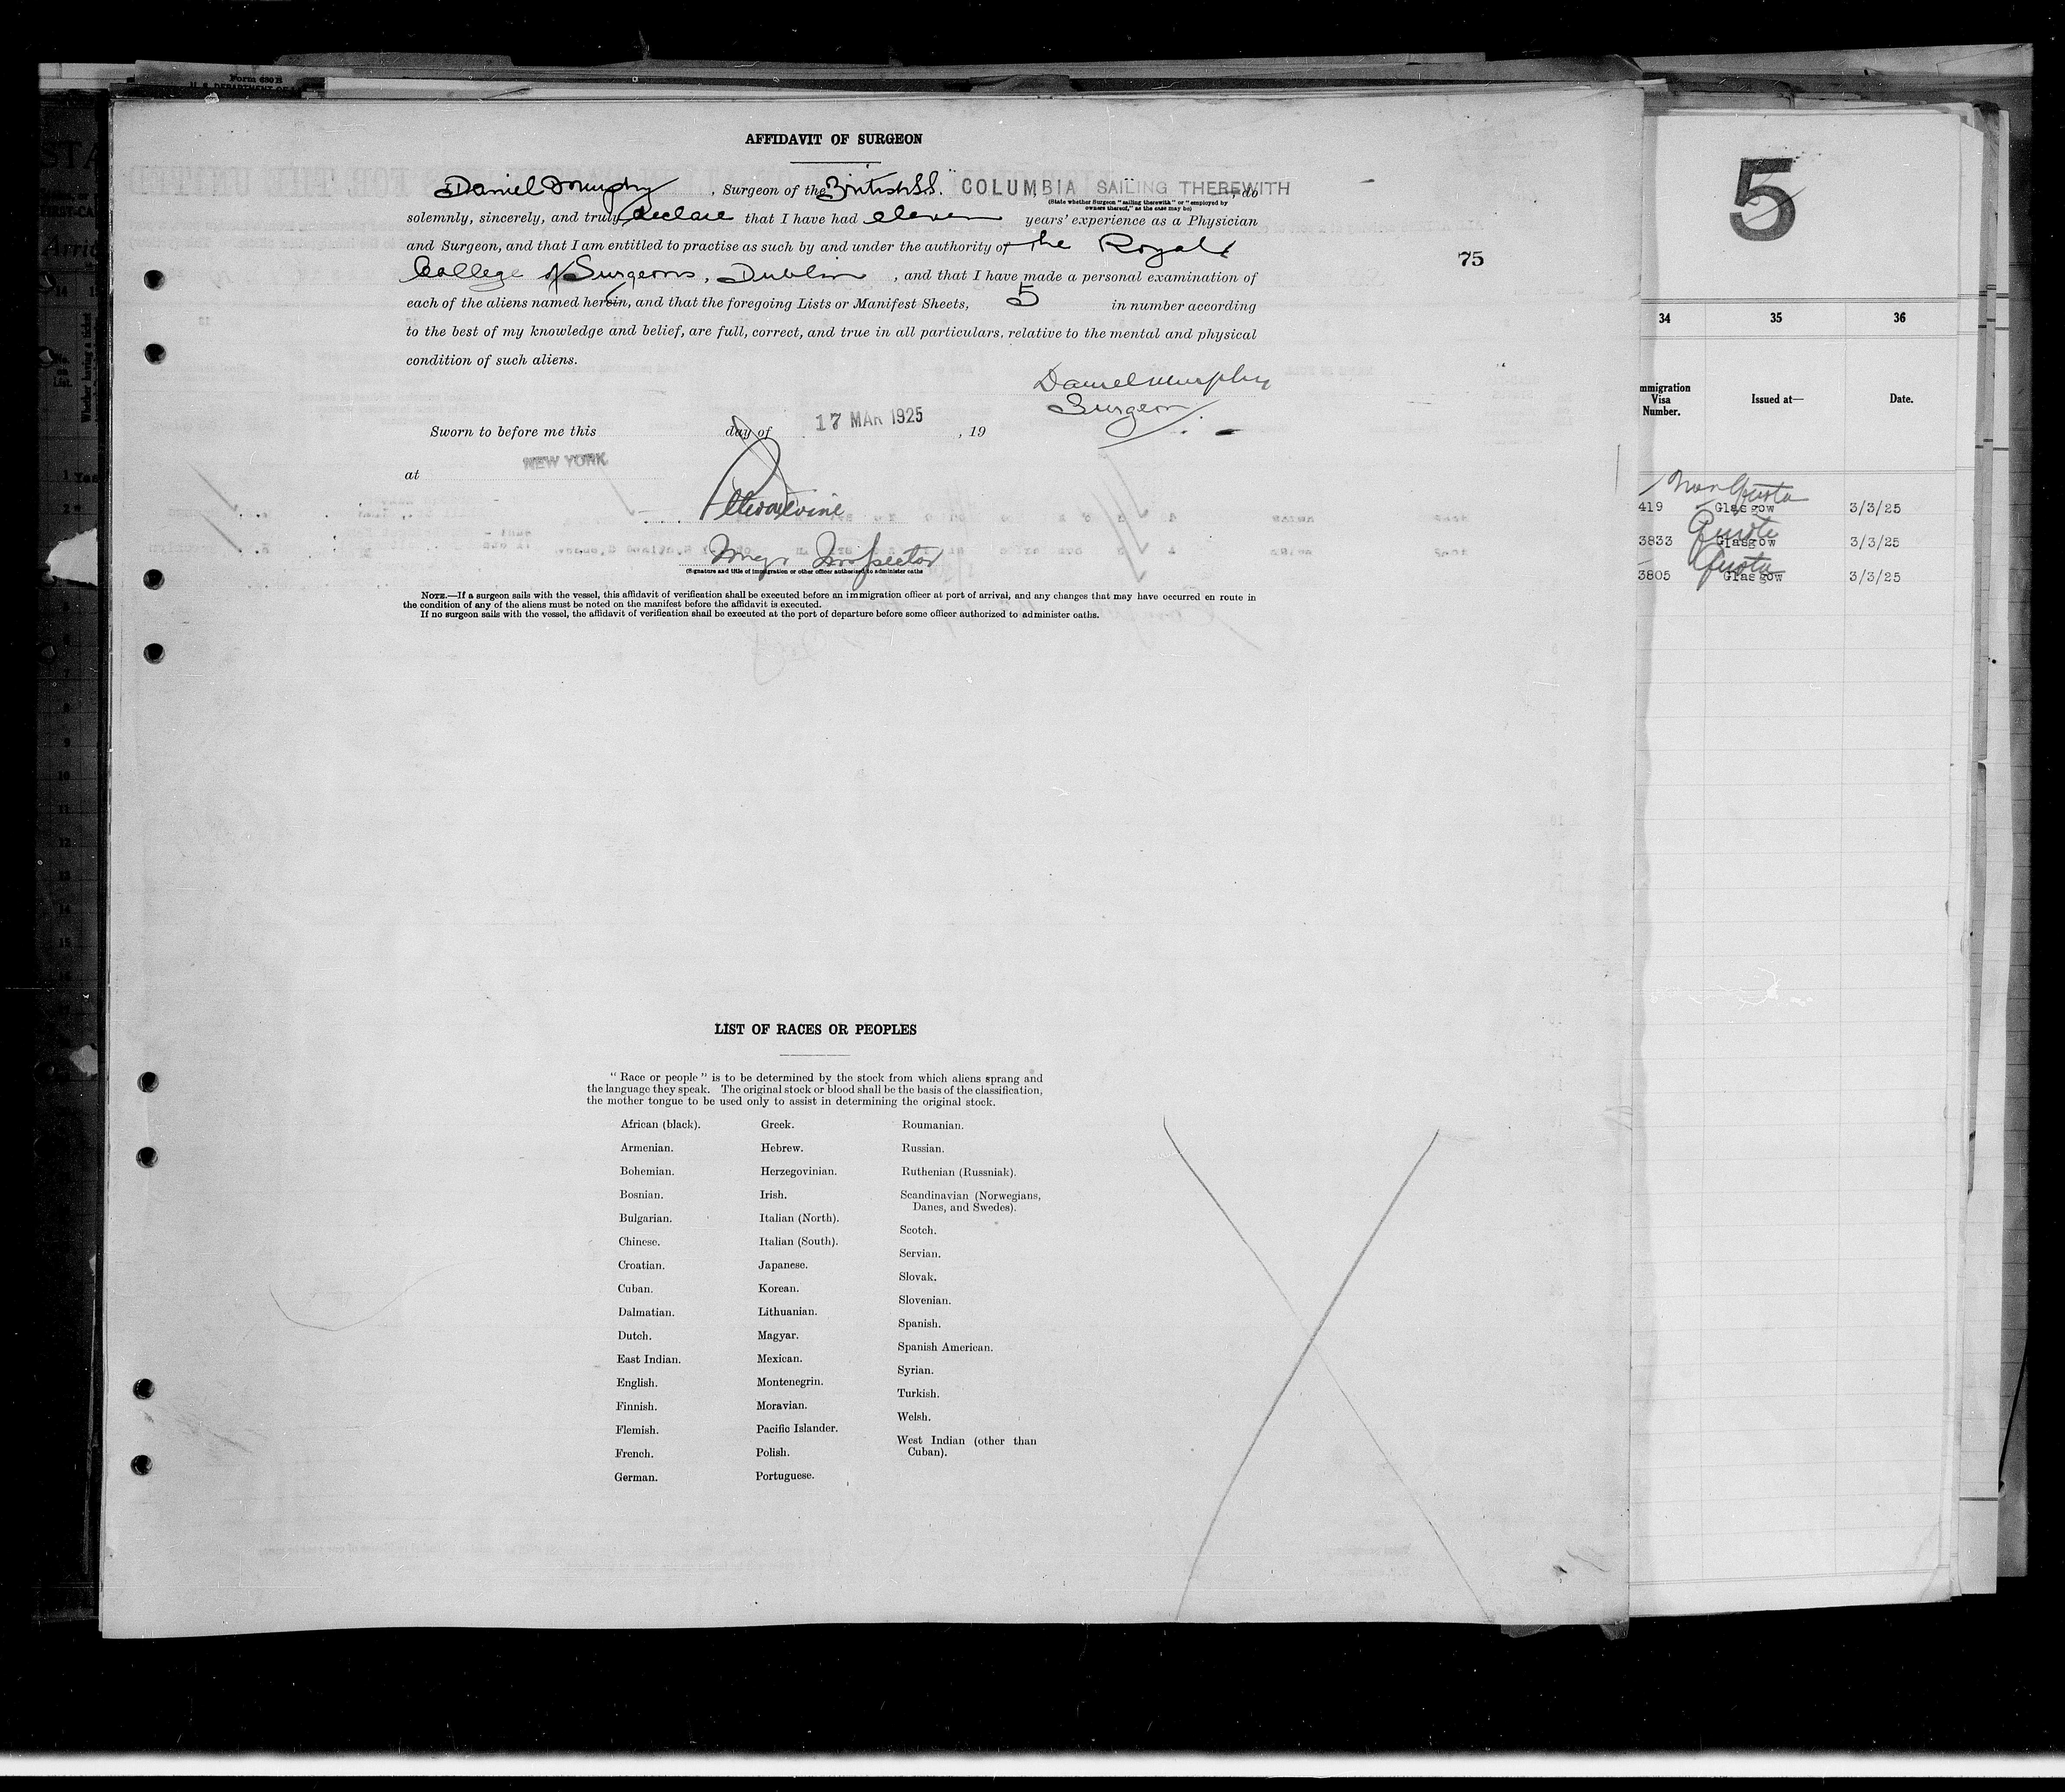 Form 630 B
AFFIDAVIT OF SURGEON
Daniel Murphy, Surgeon of the British S.S. "COLUMBIA" SAILING THEREWITH, do
(State whether Surgeon "sailing therewith" or "employed by
owners thereof," as the case may be)
solemnly, sincerely, and truly declare that I have had eleven years' experience as a Physician
and Surgeon, and that I am entitled to practise as such by and under the authority of the Royal
College of Surgeons, Dublin, and that I have made a personal examination of
each of the aliens named herein, and that the foregoing Lists or Manifest Sheets, 5 in number according
to the best of my knowledge and belief, are full, correct, and true in all particulars, relative to the mental and physical
condition of such aliens.
Daniel Murphy
Surgeon
Sworn to before me this day of 17 MAR 1925, 19
at NEW YORK
Inspector
(Signature and title of immigration or other officer authorized to administer oaths
NOTE.—If a surgeon sails with the vessel, this affidavit of verification shall be executed before an immigration officer at port of arrival, and any changes that may have occurred en route in
the condition of any of the aliens must be noted on the manifest before the affidavit is executed.
If no surgeon sails with the vessel, the affidavit of verification shall be executed at the port of departure before some officer authorized to administer oaths.
75
LIST OF RACES OR PEOPLES
"Race or people" is to be determined by the stock from which aliens sprang and
the language they speak. The original stock or blood shall be the basis of the classification,
the mother tongue to be used only to assist in determining the original stock.
African (black).
Armenian.
Bohemian.
Bosnian.
Bulgarian.
Chinese.
Croatian.
Cuban.
Dalmatian.
Dutch.
East Indian.
English.
Finnish.
Flemish.
French.
German.
Greek.
Hebrew.
Herzegovinian.
Irish.
Italian (North).
Italian (South).
Japanese.
Korean.
Lithuanian.
Magyar.
Mexican.
Montenegrin.
Moravian.
Pacific Islander.
Polish.
Portuguese.
Roumanian.
Russian.
Ruthenian (Russniak).
Scandinavian (Norwegians,
Danes, and Swedes).
Scotch.
Servian.
Slovak.
Slovenian.
Spanish.
Spanish American.
Syrian.
Turkish.
Welsh.
West Indian (other than
Cuban).
5
34 35 36
mmigration
Visa
Number.
Issued at—
Date.
Non Quota
419 Glasgow 3/3/25
Quota
3833 Glasgow 3/3/25
Quota
3805 Glasgow 3/3/25